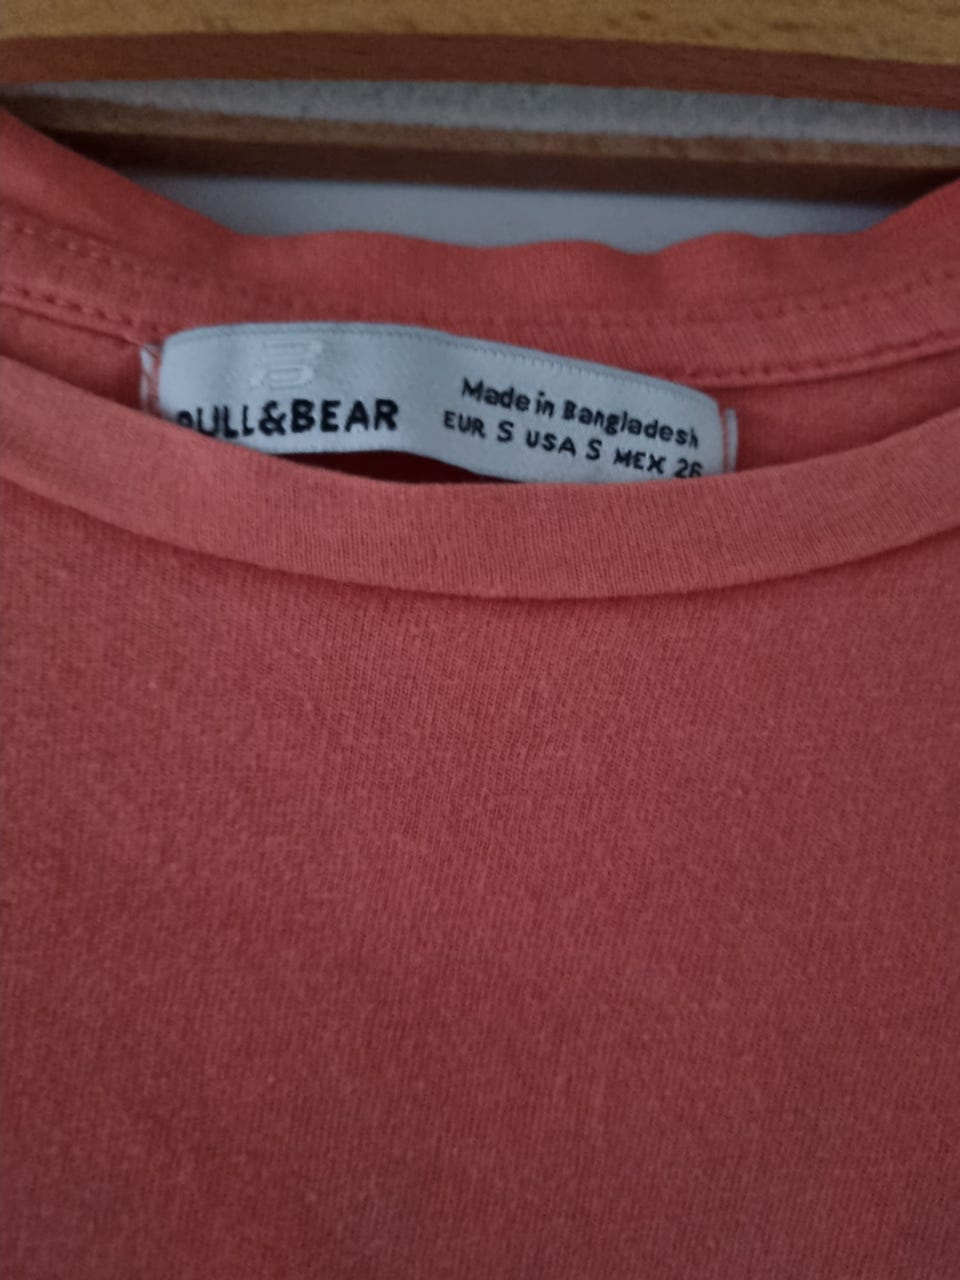 PULL&BEAR
Made in Bangladesh
EUR S USA S MEX 26